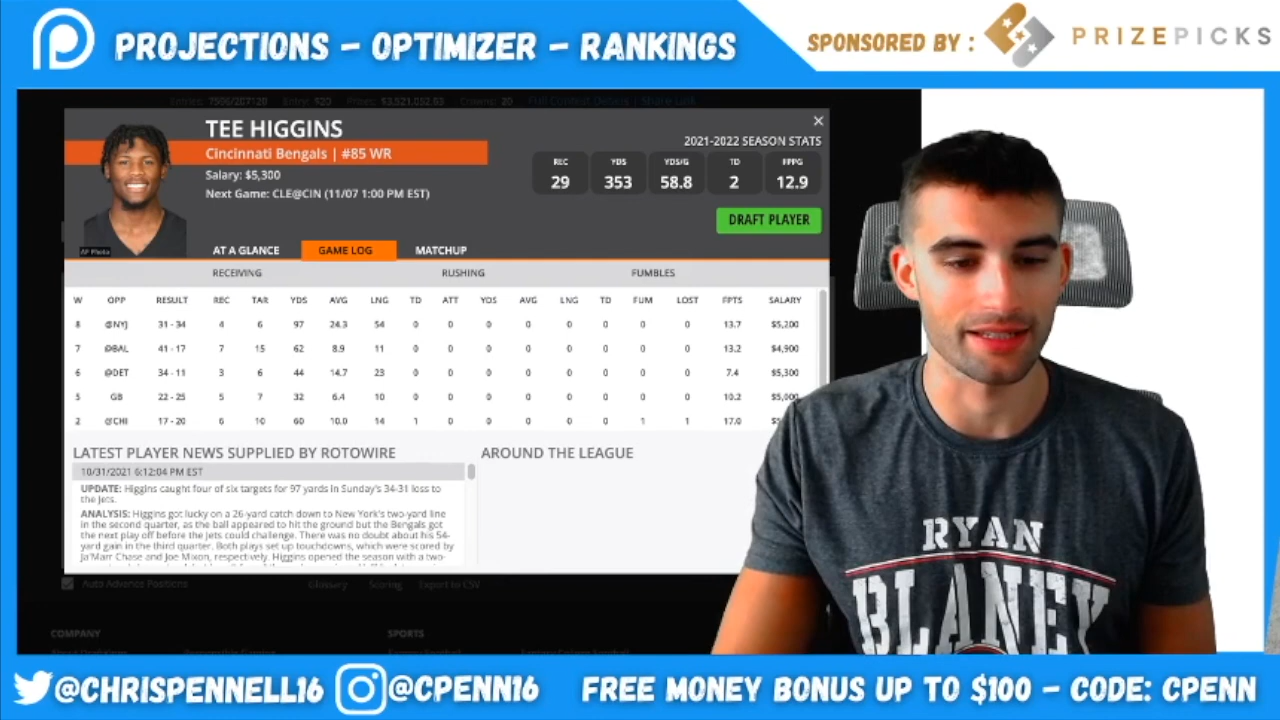 PROJECTIONS - OPTIMIZER - RANKINGS
SPONSORED BY : PRIZEPICKS
TEE HIGGINS
Cincinnati Bengals | #85 WR
Salary: $5,300
Next Game: CLE@CIN (11/07 1:00 PM EST)
2021-2022 SEASON STATS
REC YDS YDS/G TD FPPG
29 353 58.8 2 12.9
DRAFT PLAYER
AP Photo
AT A GLANCE GAME LOG MATCHUP
RECEIVING RUSHING FUMBLES
W OPP RESULT REC TAR YDS AVG LNG TD ATT YDS AVG LNG TD FUM LOST FPTS SALARY
8 @NYJ 31 - 34 4 6 97 24.3 54 0 0 0 0 0 0 0 0 13.7 $5,200
7 @BAL 41 - 17 7 15 62 8.9 11 0 0 0 0 0 0 0 0 13.2 $4,900
6 @DET 34 - 11 3 6 44 14.7 23 0 0 0 0 0 0 0 0 7.4 $5,300
5 GB 22 - 25 5 7 32 6.4 10 0 0 0 0 0 0 0 0 10.2 $5,000
2 @CHI 17 - 20 6 10 60 10.0 14 1 0 0 0 0 0 1 1 17.0
LATEST PLAYER NEWS SUPPLIED BY ROTOWIRE
AROUND THE LEAGUE
10/31/2021 6:12:04 PM EST
UPDATE: Higgins caught four of six targets for 97 yards in Sunday's 34-31 loss to
the Jets.
ANALYSIS: Higgins got lucky on a 26-yard catch down to New York's two-yard line
in the second quarter, as the ball appeared to hit the ground but the Bengals got
the next play off before the Jets could challenge. There was no doubt about his 54-
yard gain in the third quarter. Both plays set up touchdowns, which were scored by
Ja'Marr Chase and Joe Mixon, respectively. Higgins opened the season with a two-
Auto Advance Positions
Glossary Scoring Export to CSV
COMPANY SPORTS
RYAN
BLANEY
@CHRISPENNELL16 @CPENN16 FREE MONEY BONUS UP TO $100 - CODE: CPENN